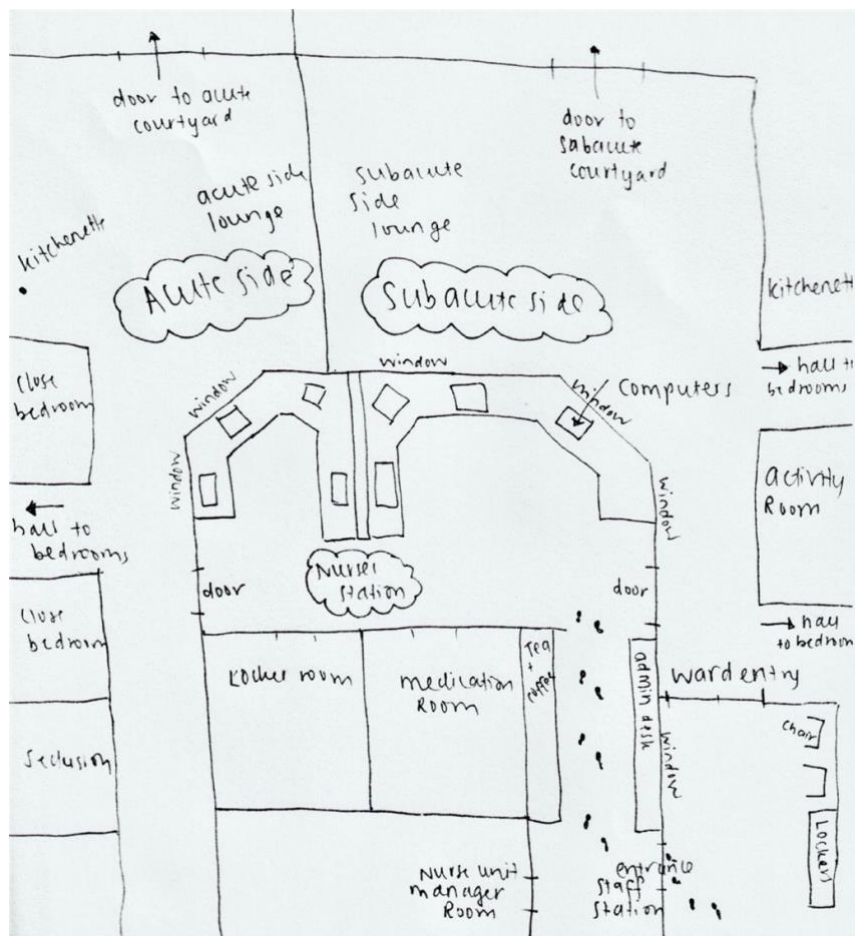 door to acute
courtyard
door to
sabacute
courtyard
acute side
lounge
subacute
side
lounge
kitchenette
Acute side
Subacute side
kitchenett
window
hall to
bedrooms
close
bedroom
window
computers
window
window
window
activity
Room
hall to
bedrooms
Nurses
station
door
door
close
bedroom
hall
to bedroom
Locker room
medication
Room
Tea
+
coffee
admin desk
ward entry
seclusion
window
chair
Lockers
Nurse unit
manager
Room
entrance
staff
station